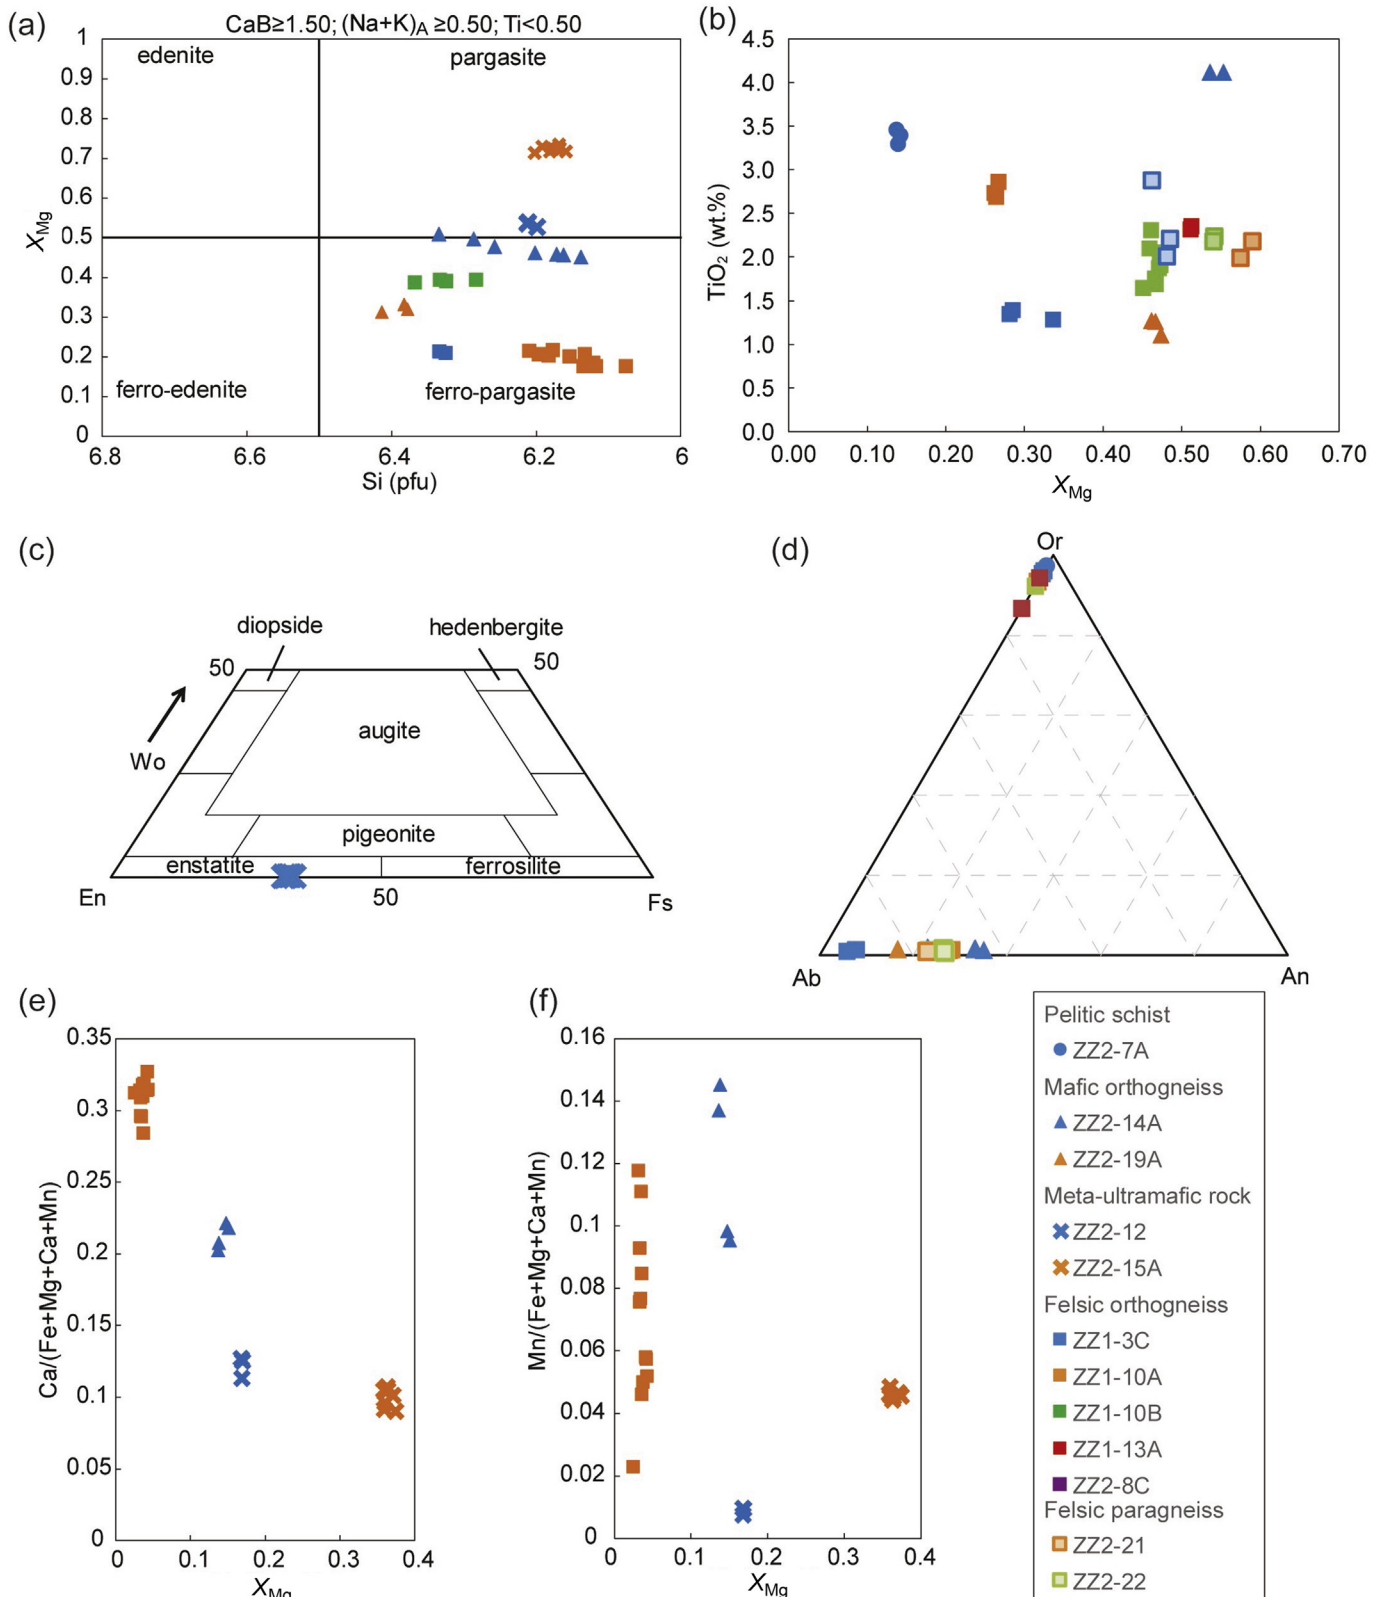 (a)
CaB≥1.50; (Na+K)A ≥0.50; Ti<0.50
edenite
pargasite
ferro-edenite
ferro-pargasite
1
0.9
0.8
0.7
0.6
0.5
0.4
0.3
0.2
0.1
0
XMg
6.8 6.6 6.4 6.2 6
Si (pfu)
(b)
4.5
4.0
3.5
3.0
2.5
2.0
1.5
1.0
0.5
0.0
TiO2 (wt.%)
0.00 0.10 0.20 0.30 0.40 0.50 0.60 0.70
XMg
(c)
diopside
hedenbergite
50
50
augite
Wo
pigeonite
enstatite
ferrosilite
En
50
Fs
(d)
Or
Ab
An
(e)
0.35
0.3
0.25
0.2
0.15
0.1
0.05
0
Ca/(Fe+Mg+Ca+Mn)
0 0.1 0.2 0.3 0.4
XMg
(f)
0.16
0.14
0.12
0.1
0.08
0.06
0.04
0.02
0
Mn/(Fe+Mg+Ca+Mn)
0 0.1 0.2 0.3 0.4
XMg
Pelitic schist
ZZ2-7A
Mafic orthogneiss
ZZ2-14A
ZZ2-19A
Meta-ultramafic rock
ZZ2-12
ZZ2-15A
Felsic orthogneiss
ZZ1-3C
ZZ1-10A
ZZ1-10B
ZZ1-13A
ZZ2-8C
Felsic paragneiss
ZZ2-21
ZZ2-22